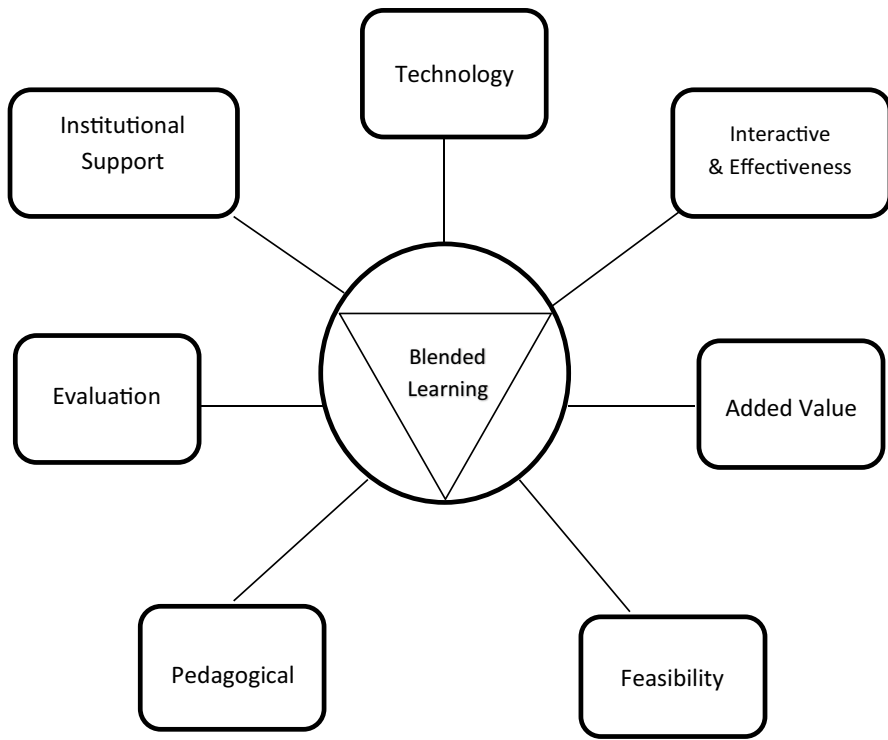 Technology
Institutional
Support
Interactive
& Effectiveness
Blended
Learning
Evaluation
Added Value
Pedagogical
Feasibility